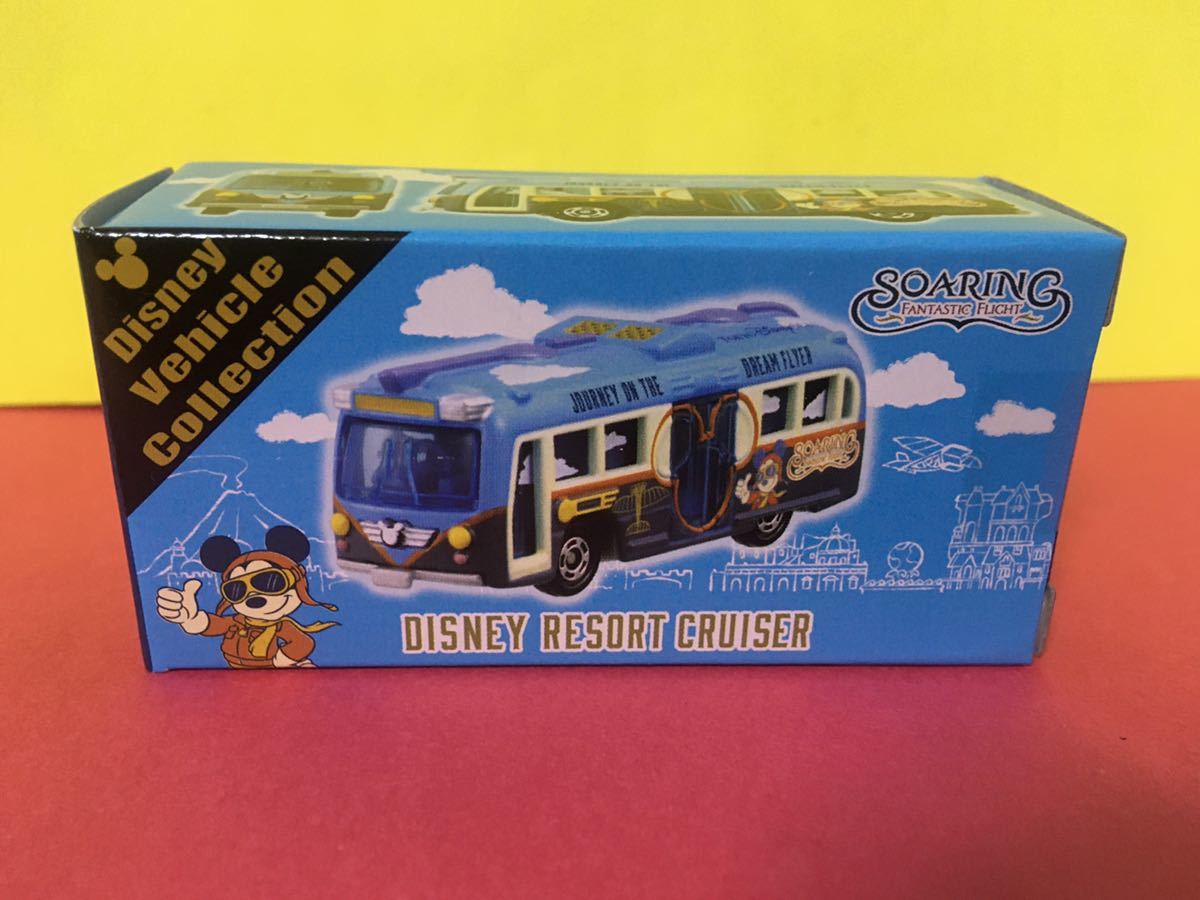 Disney
Vehicle
Collection
SOARING
FANTASTIC FLIGHT
JOURNEY ON THE
DREAM FLYER
SOARING
DISNEY RESORT CRUISER